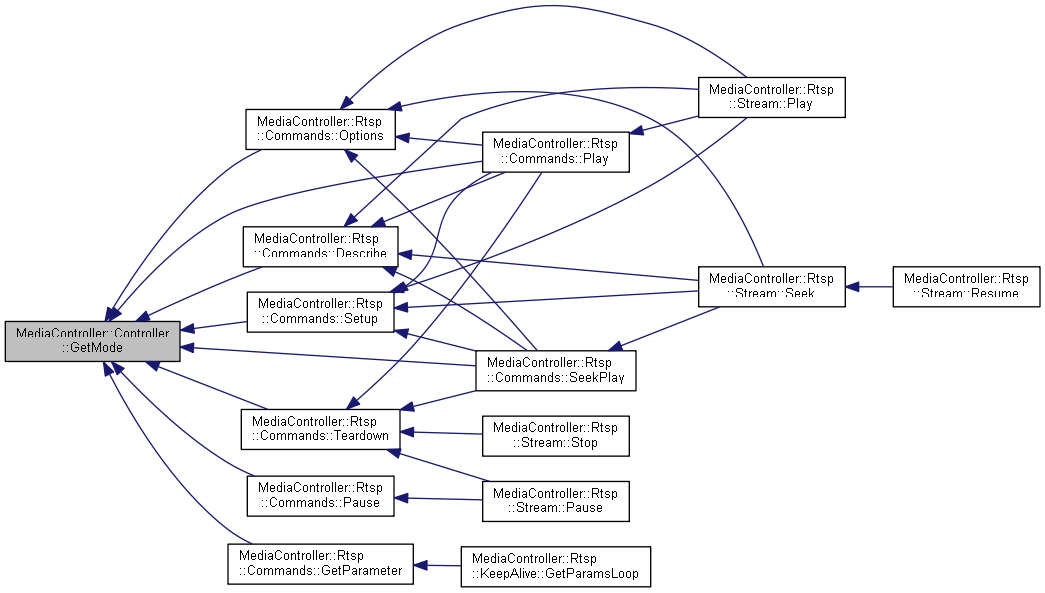 MediaController::Controller
::GetMode
MediaController::Rtsp
::Commands::Options
MediaController::Rtsp
::Commands::Describe
MediaController::Rtsp
::Commands::Setup
MediaController::Rtsp
::Commands::Teardown
MediaController::Rtsp
::Commands::Pause
MediaController::Rtsp
::Commands::GetParameter
MediaController::Rtsp
::Commands::Play
MediaController::Rtsp
::Commands::SeekPlay
MediaController::Rtsp
::Stream::Stop
MediaController::Rtsp
::Stream::Pause
MediaController::Rtsp
::KeepAlive::GetParamsLoop
MediaController::Rtsp
::Stream::Play
MediaController::Rtsp
::Stream::Seek
MediaController::Rtsp
::Stream::Resume